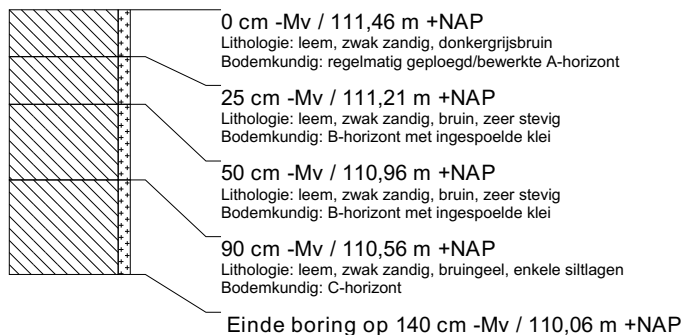 0 cm -Mv / 111,46 m +NAP
Lithologie: leem, zwak zandig, donkergrijsbruin
Bodemkundig: regelmatig geploegd/bewerkte A-horizont
25 cm -Mv / 111,21 m +NAP
Lithologie: leem, zwak zandig, bruin, zeer stevig
Bodemkundig: B-horizont met ingespoelde klei
50 cm -Mv / 110,96 m +NAP
Lithologie: leem, zwak zandig, bruin, zeer stevig
Bodemkundig: B-horizont met ingespoelde klei
90 cm -Mv / 110,56 m +NAP
Lithologie: leem, zwak zandig, bruingeel, enkele siltlagen
Bodemkundig: C-horizont
Einde boring op 140 cm -Mv / 110,06 m +NAP